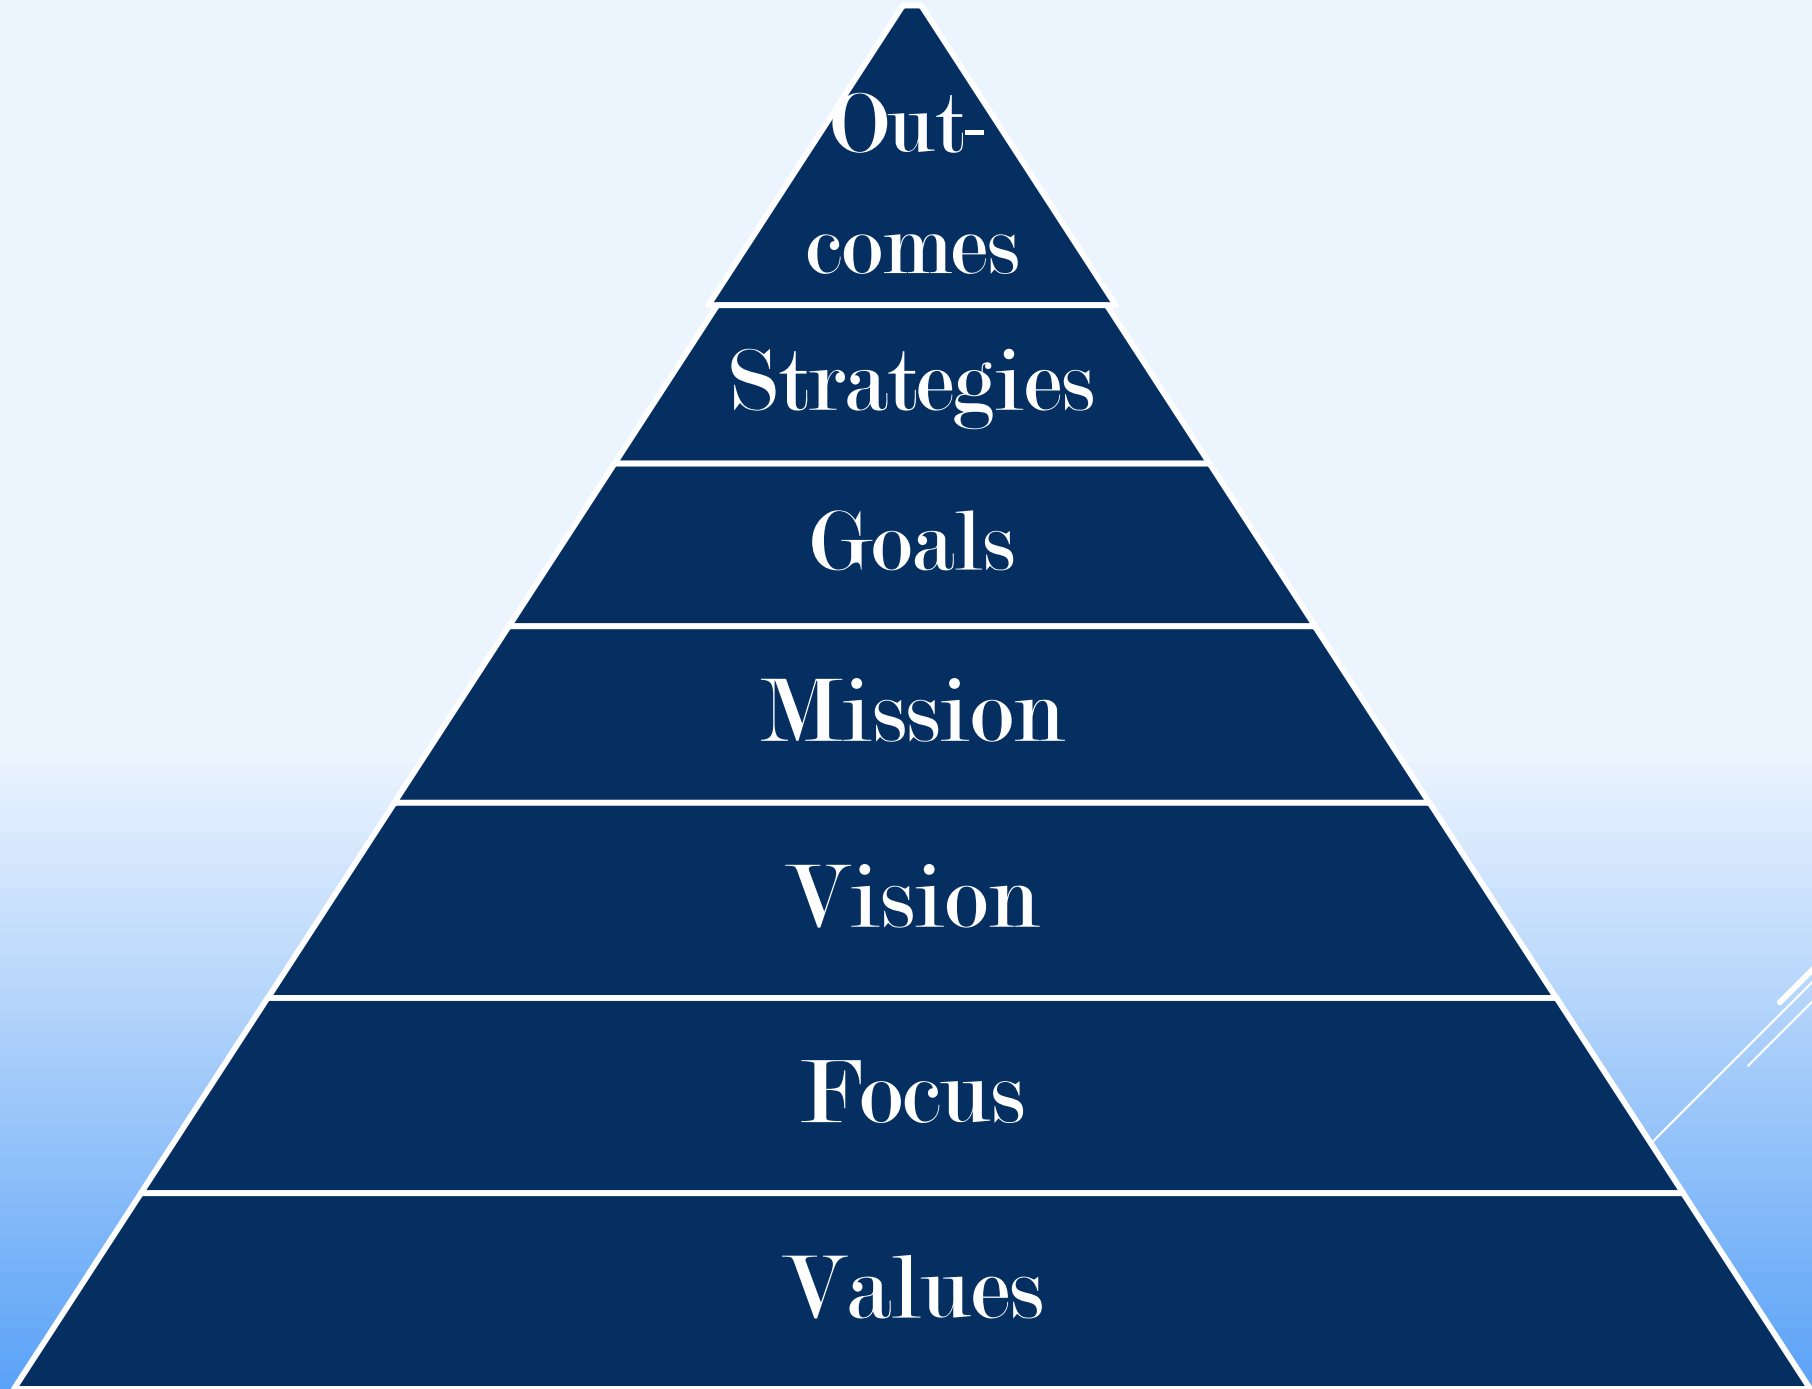 Out-
comes
Strategies
Goals
Mission
Vision
Focus
Values